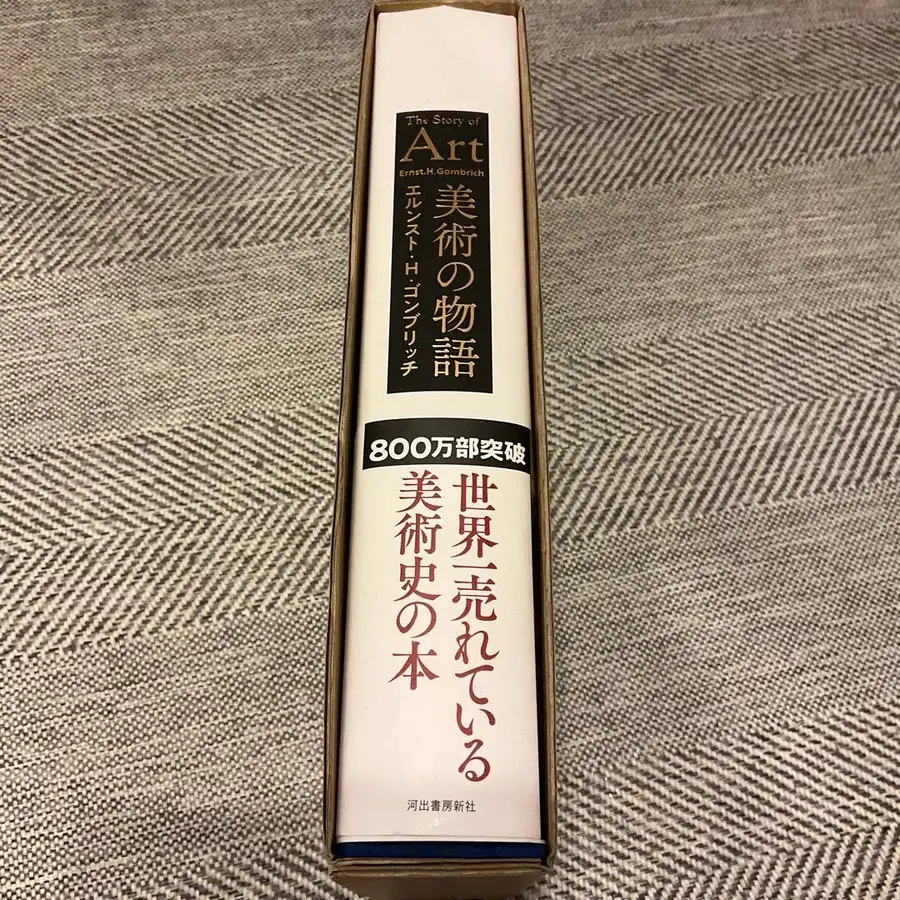 The Story of
Art
Ernst.H.Gombrich
美術の物語
エルンスト・H・ゴンブリッチ
800万部突破
世界一売れている
美術史の本
河出書房新社